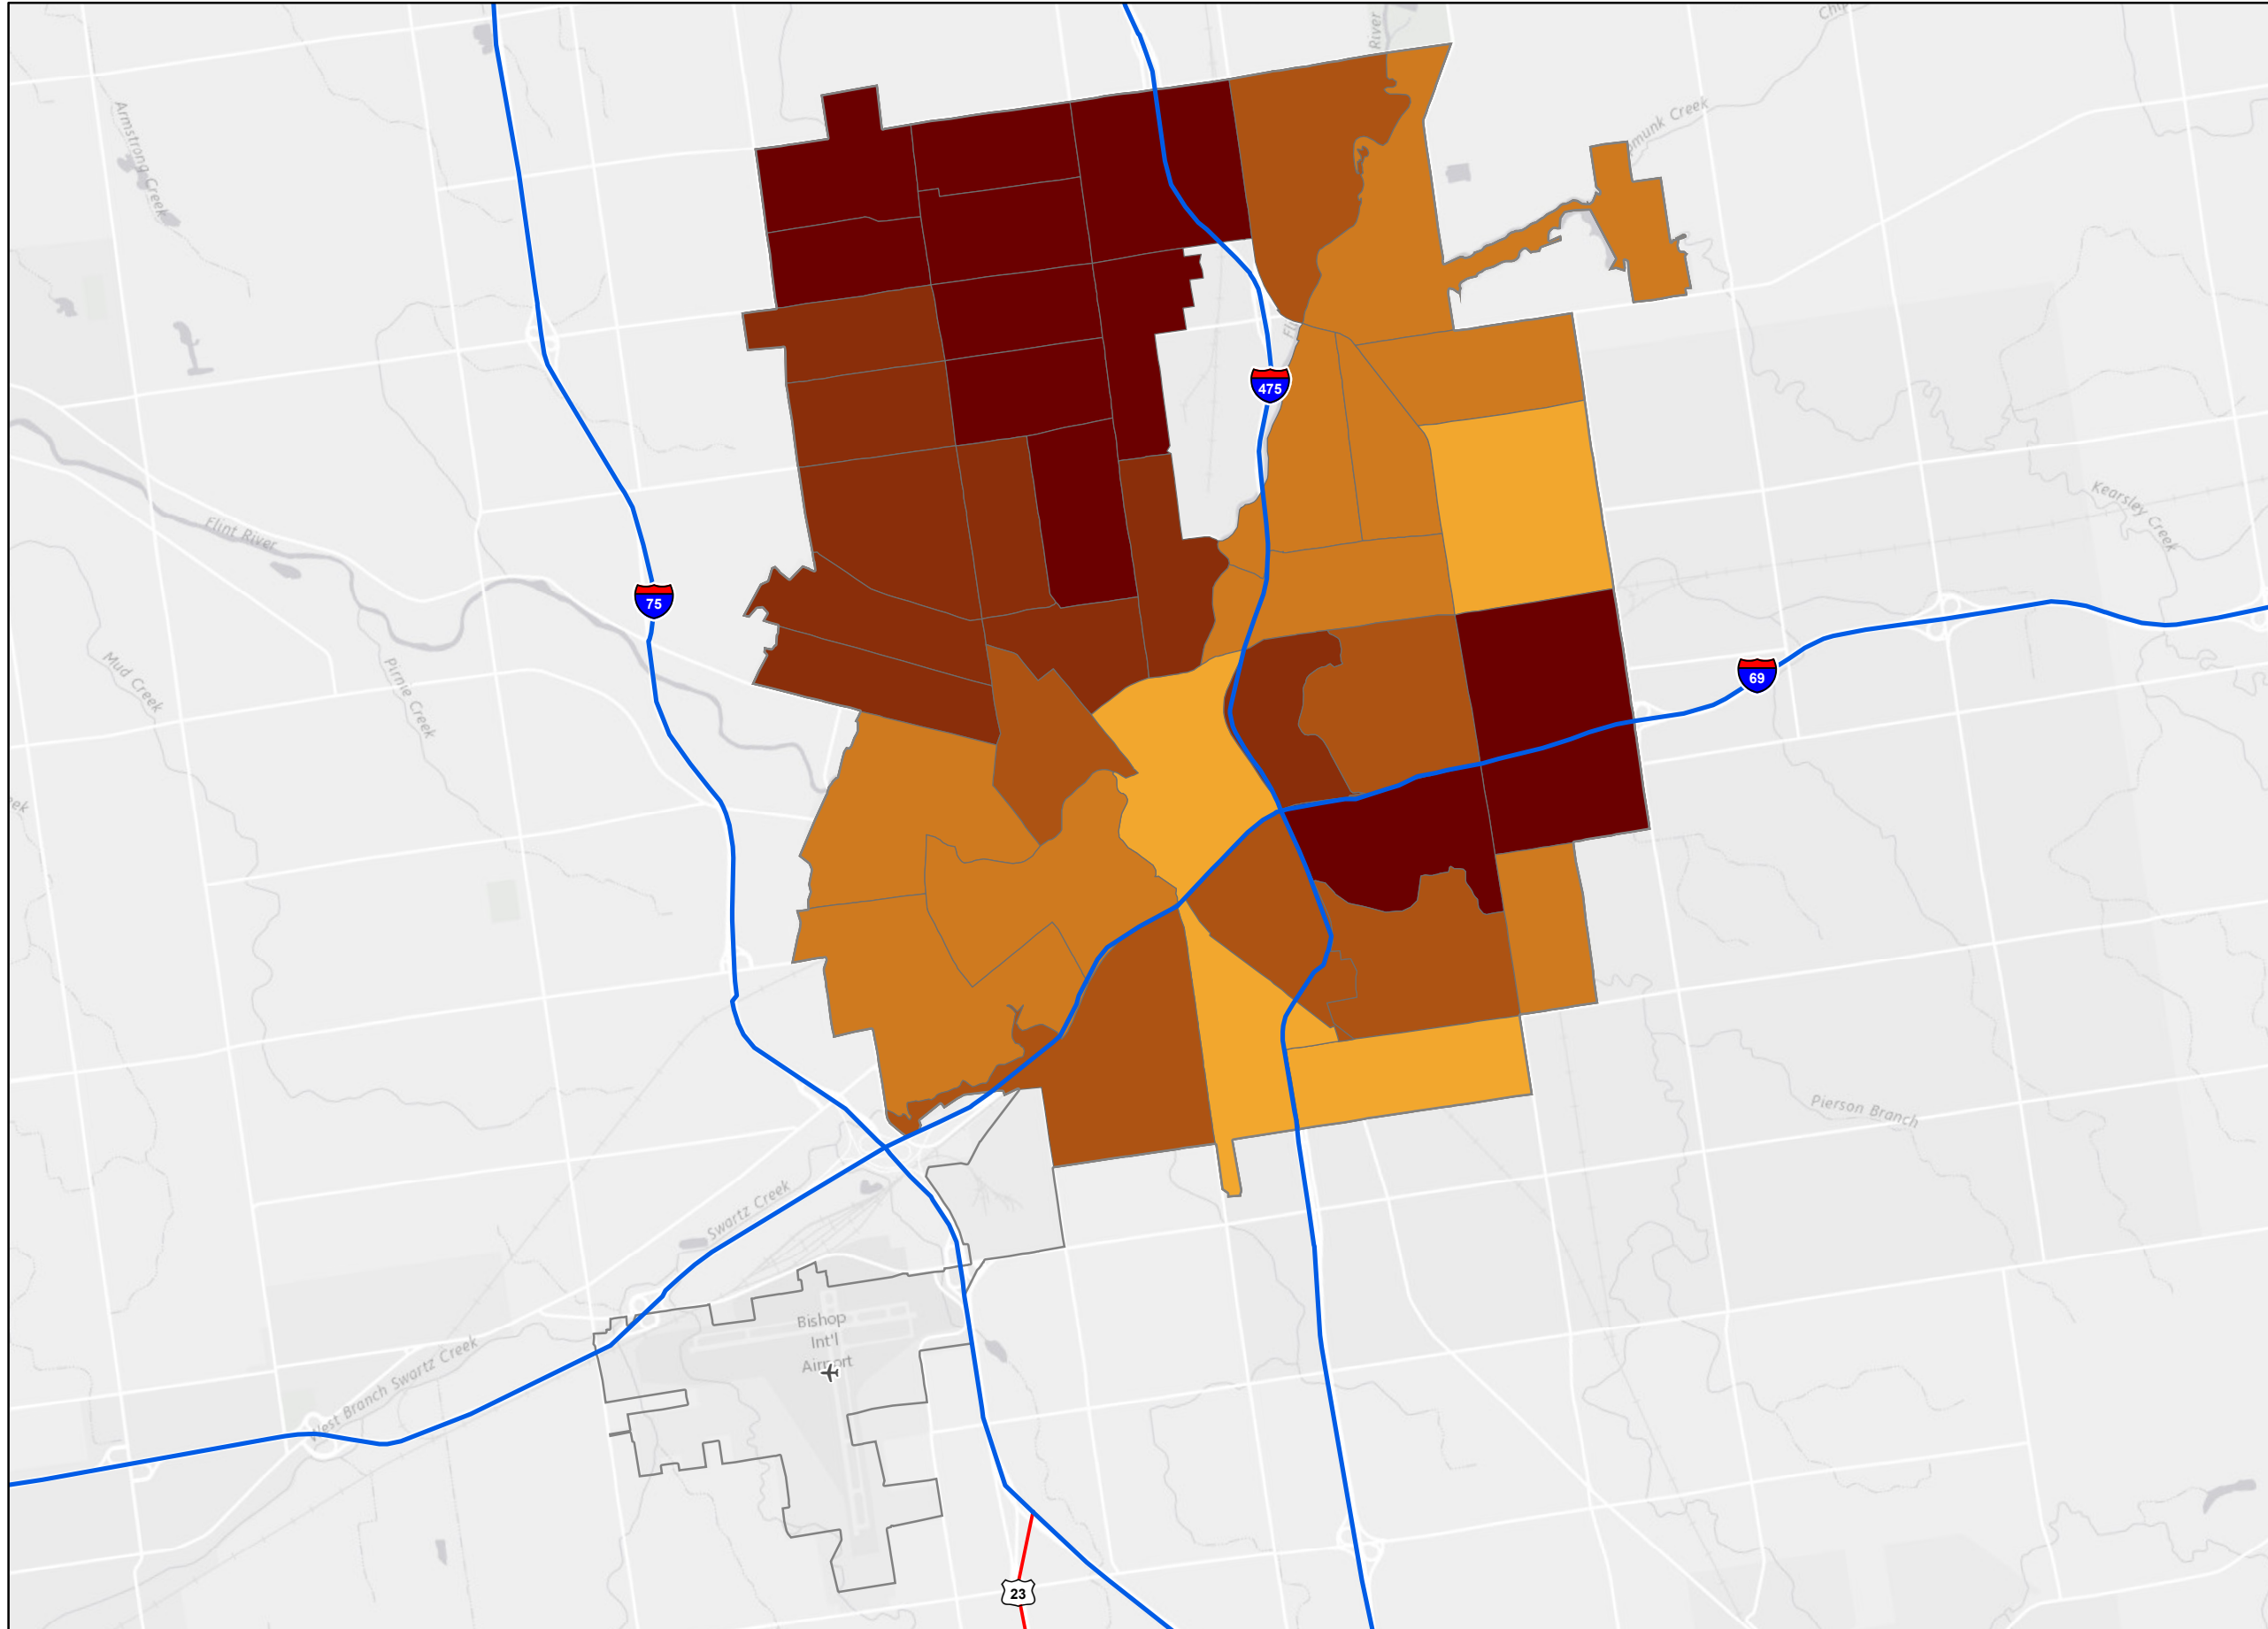 River
Armstrong Creek
munk Creek
475
Kearsley Creek
Flint River
75
69
Mud Creek
Pirnie Creek
Pierson Branch
Swartz Creek
Bishop
Int'l
Airport
West Branch Swartz Creek
23